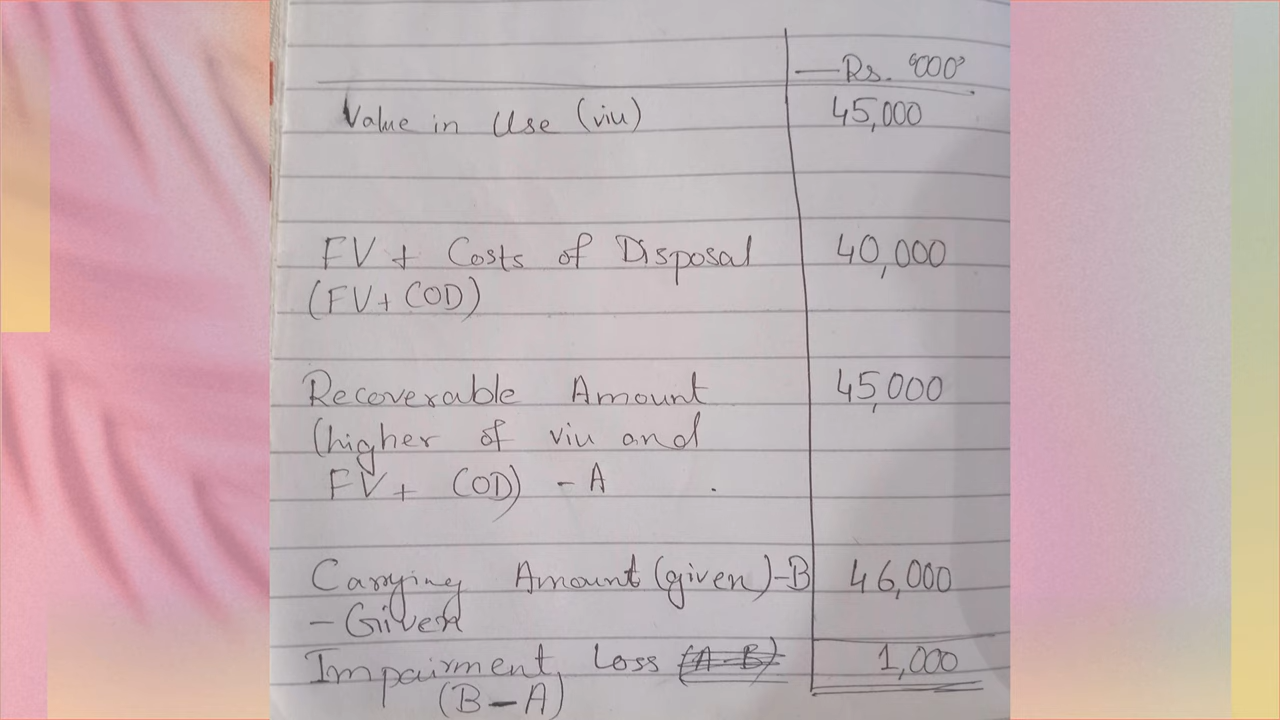 Rs. '000'
Value in Use (viu) 45,000
FV + Costs of Disposal 40,000
(FV + COD)
Recoverable Amount 45,000
(higher of viu and
FV + COD) - A
Carrying Amount (given) - B 46,000
- Given
Impairment Loss (A-B) 1,000
(B-A)